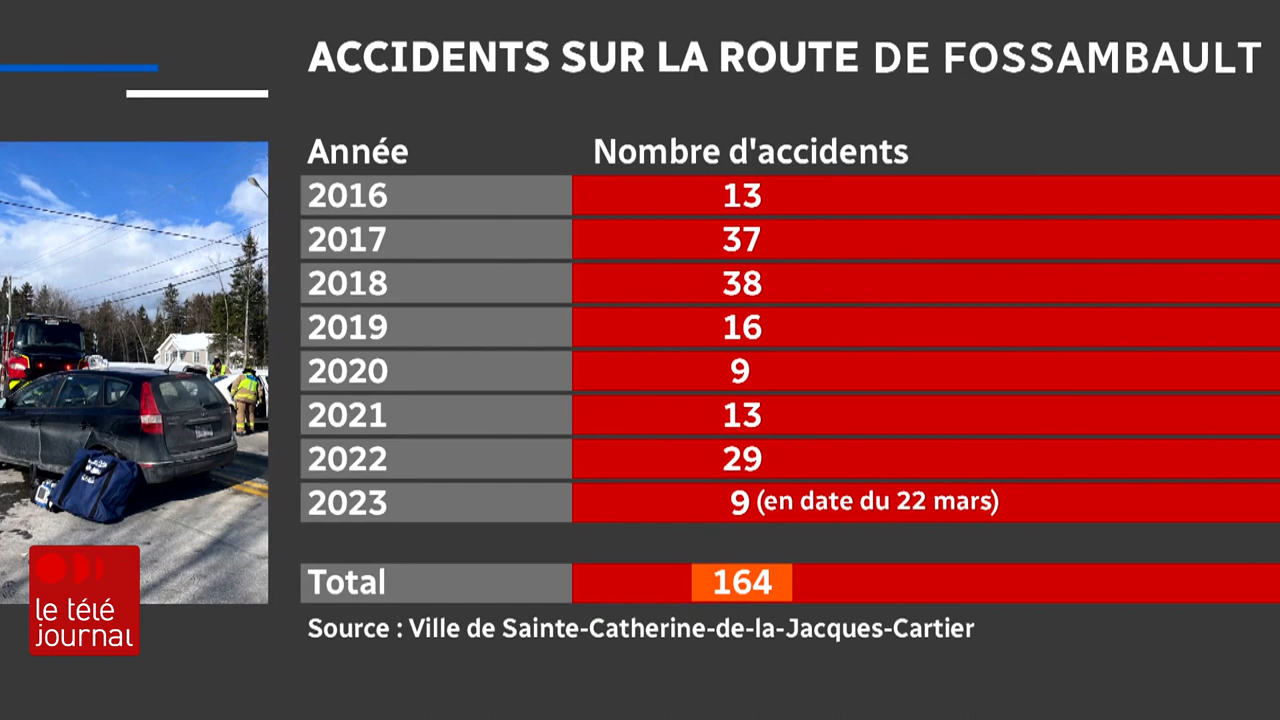 ACCIDENTS SUR LA ROUTE DE FOSSAMBAULT
Année Nombre d'accidents
2016 13
2017 37
2018 38
2019 16
2020 9
2021 13
2022 29
2023 9 (en date du 22 mars)
Total 164
Source : Ville de Sainte-Catherine-de-la-Jacques-Cartier
le télé
journal